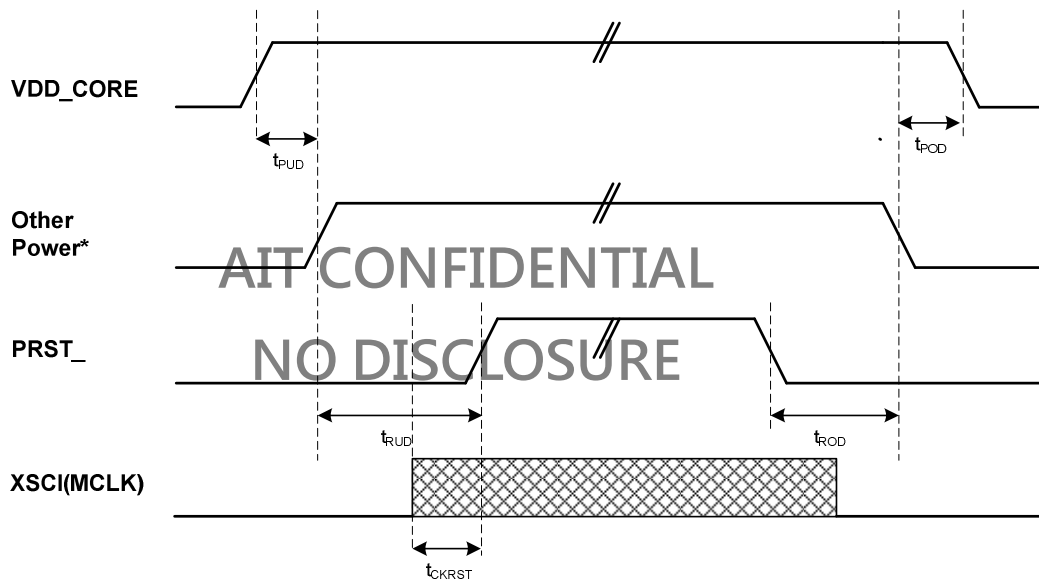 VDD_CORE
tPUD
tPOD
Other
Power*
AIT CONFIDENTIAL
PRST_
NO DISCLOSURE
tRUD
tROD
XSCI(MCLK)
tCKRST